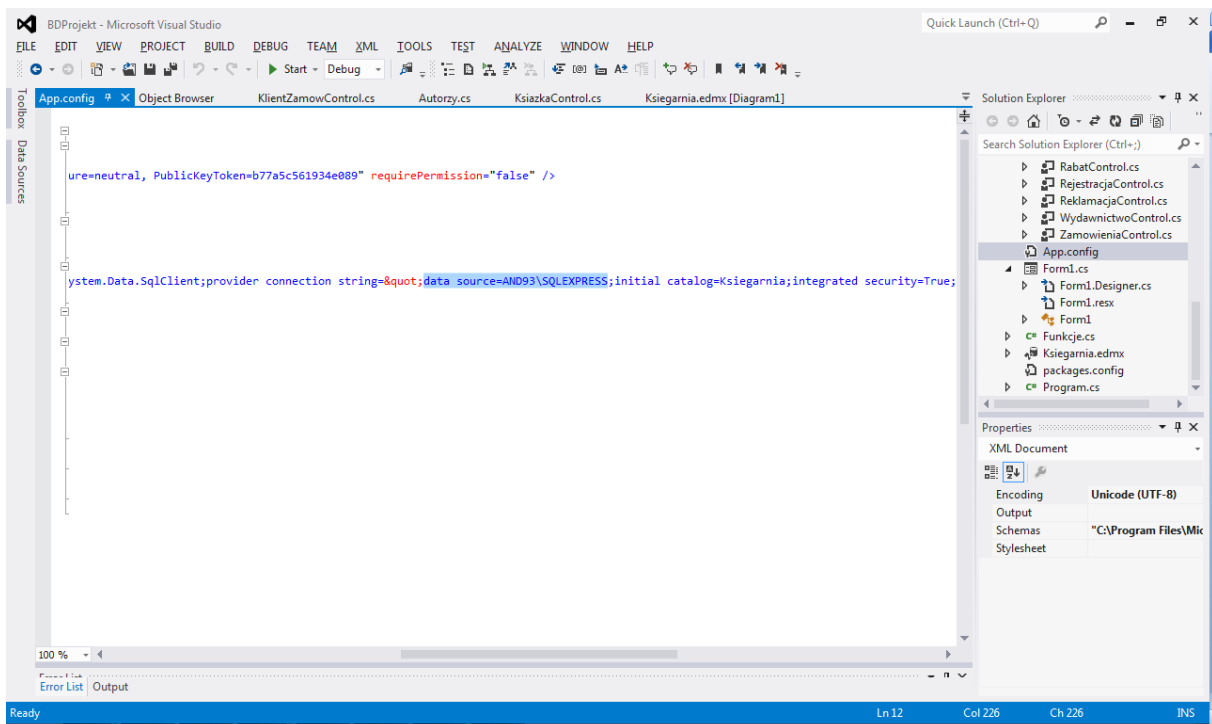 BDProjekt - Microsoft Visual Studio
Quick Launch (Ctrl+Q)
FILE EDIT VIEW PROJECT BUILD DEBUG TEAM XML TOOLS TEST ANALYZE WINDOW HELP
Start Debug
Toolbox
Data Sources
App.config Object Browser KlientZamowControl.cs Autorzy.cs KsiazkaControl.cs Ksiegarnia.edmx [Diagram1]
ure=neutral, PublicKeyToken=b77a5c561934e089" requirePermission="false" />
ystem.Data.SqlClient;provider connection string=&quot;data source=AND93\SQLEXPRESS;initial catalog=Ksiegarnia;integrated security=True;
100 %
Error List
Error List Output
Solution Explorer
Search Solution Explorer (Ctrl+;)
RabatControl.cs
RejestracjaControl.cs
ReklamacjaControl.cs
WydawnictwoControl.cs
ZamowieniaControl.cs
App.config
Form1.cs
Form1.Designer.cs
Form1.resx
Form1
C# Funkcje.cs
Ksiegarnia.edmx
packages.config
C# Program.cs
Properties
XML Document
Encoding Unicode (UTF-8)
Output
Schemas "C:\Program Files\Mic
Stylesheet
Ready Ln 12 Col 226 Ch 226 INS